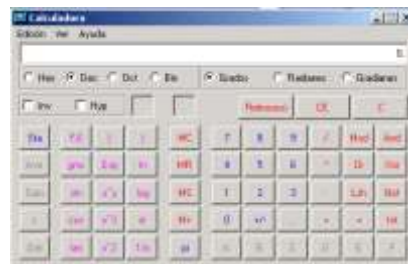 Calculadora
Edición Ver Ayuda
0.
Hex Dec Oct Bin Grados Radianes Gradianes
Inv Hyp Retroceso CE C
Sta F-E ( ) MC 7 8 9 / Mod And
Ave dms Exp ln MR 4 5 6 * Or Xor
Sum sin x^y log MS 1 2 3 - Lsh Not
s cos x^3 n! M+ 0 +/- . + = Int
Dat tan x^2 1/x pi A B C D E F